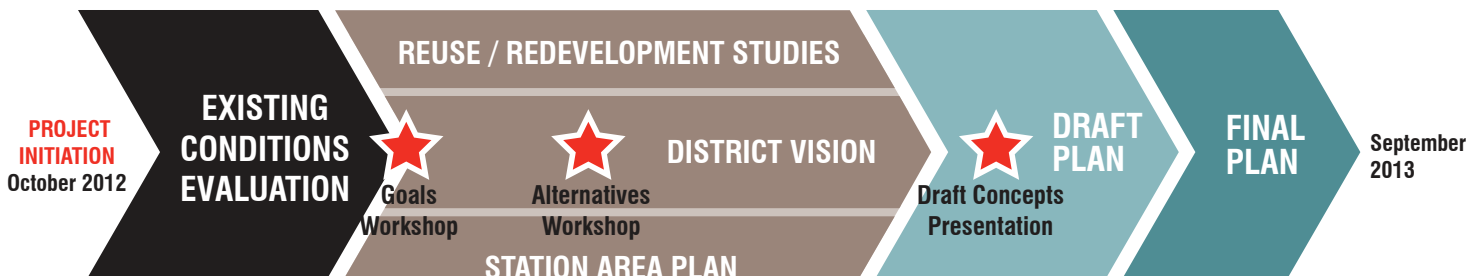 PROJECT
INITIATION
October 2012
EXISTING
CONDITIONS
EVALUATION
REUSE / REDEVELOPMENT STUDIES
DISTRICT VISION
Goals
Workshop
Alternatives
Workshop
STATION AREA PLAN
DRAFT
PLAN
Draft Concepts
Presentation
FINAL
PLAN
September
2013